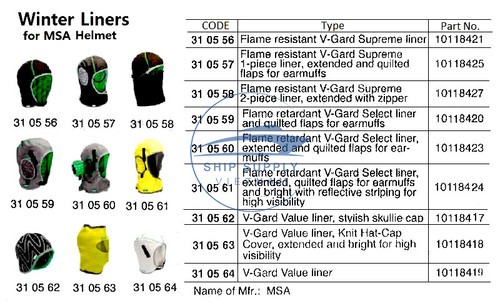 Winter Liners
for MSA Helmet
31 05 56 31 05 57 31 05 58
31 05 59 31 05 60 31 05 61
31 05 62 31 05 63 31 05 64
CODE Type Part No.
31 05 56 Flame resistant V-Gard Supreme liner 10118421
31 05 57 Flame resistant V-Gard Supreme
1-piece liner, extended and quilted
flaps for earmuffs 10118425
31 05 58 Flame resistant V-Gard Supreme
2-piece liner, extended with zipper 10118427
31 05 59 Flame retardant V-Gard Select liner
and quilted flaps for earmuffs 10118420
31 05 60 Flame retardant V-Gard Select liner,
extended and quilted flaps for ear-
muffs 10118423
31 05 61 Flame retardant V-Gard Select liner,
extended, quilted flaps for earmuffs
and bright with reflective striping for
high visibility 10118424
31 05 62 V-Gard Value liner, stylish skullie cap 10118417
31 05 63 V-Gard Value liner, Knit Hat-Cap
Cover, extended and bright for high
visibility 10118418
31 05 64 V-Gard Value liner 10118419
Name of Mfr.: MSA
SHIP SUPPLY